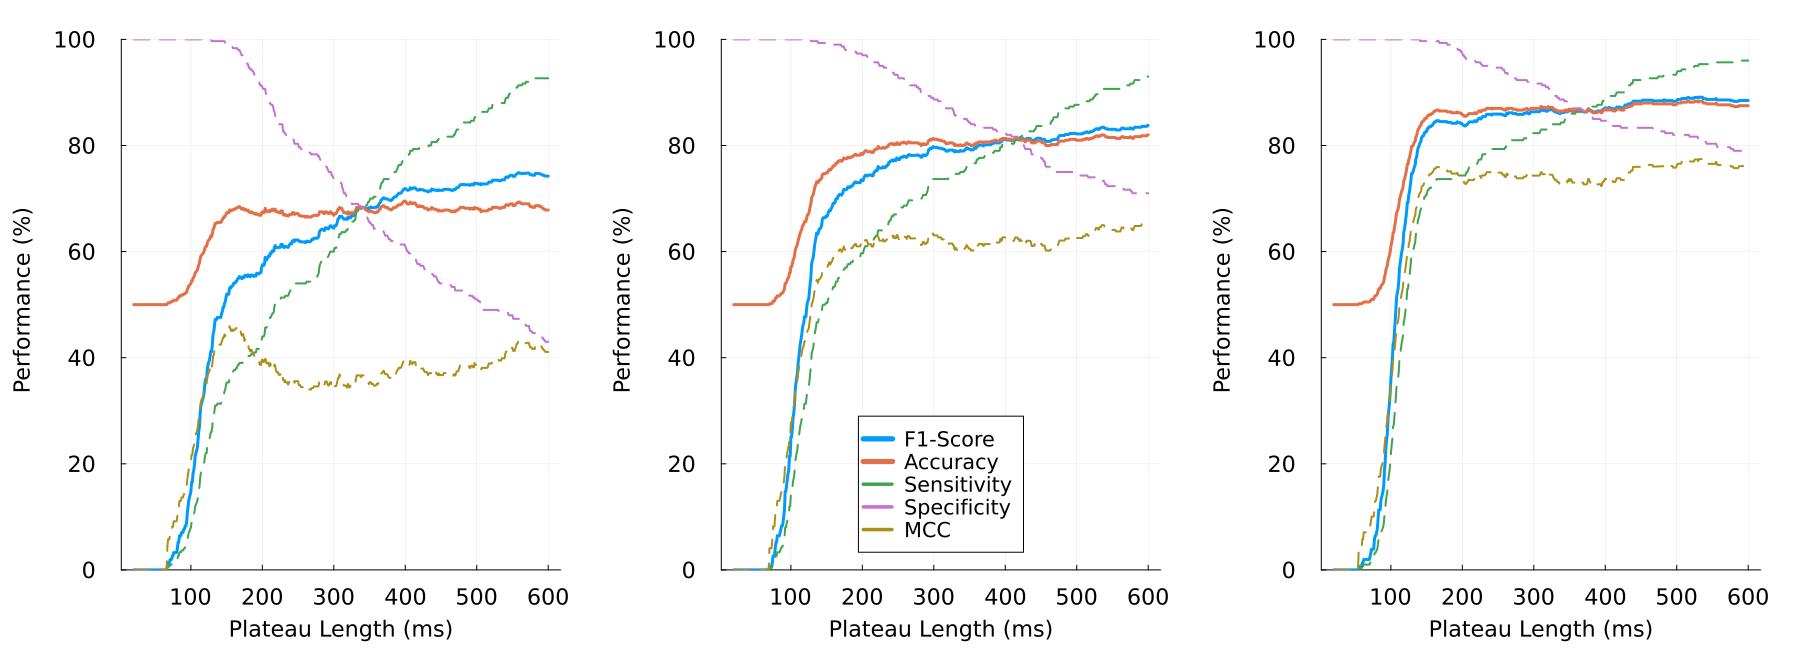 Performance (%)
100
80
60
40
20
0
100 200 300 400 500 600
Plateau Length (ms)
Performance (%)
100
80
60
40
20
0
F1-Score
Accuracy
Sensitivity
Specificity
MCC
100 200 300 400 500 600
Plateau Length (ms)
Performance (%)
100
80
60
40
20
0
100 200 300 400 500 600
Plateau Length (ms)